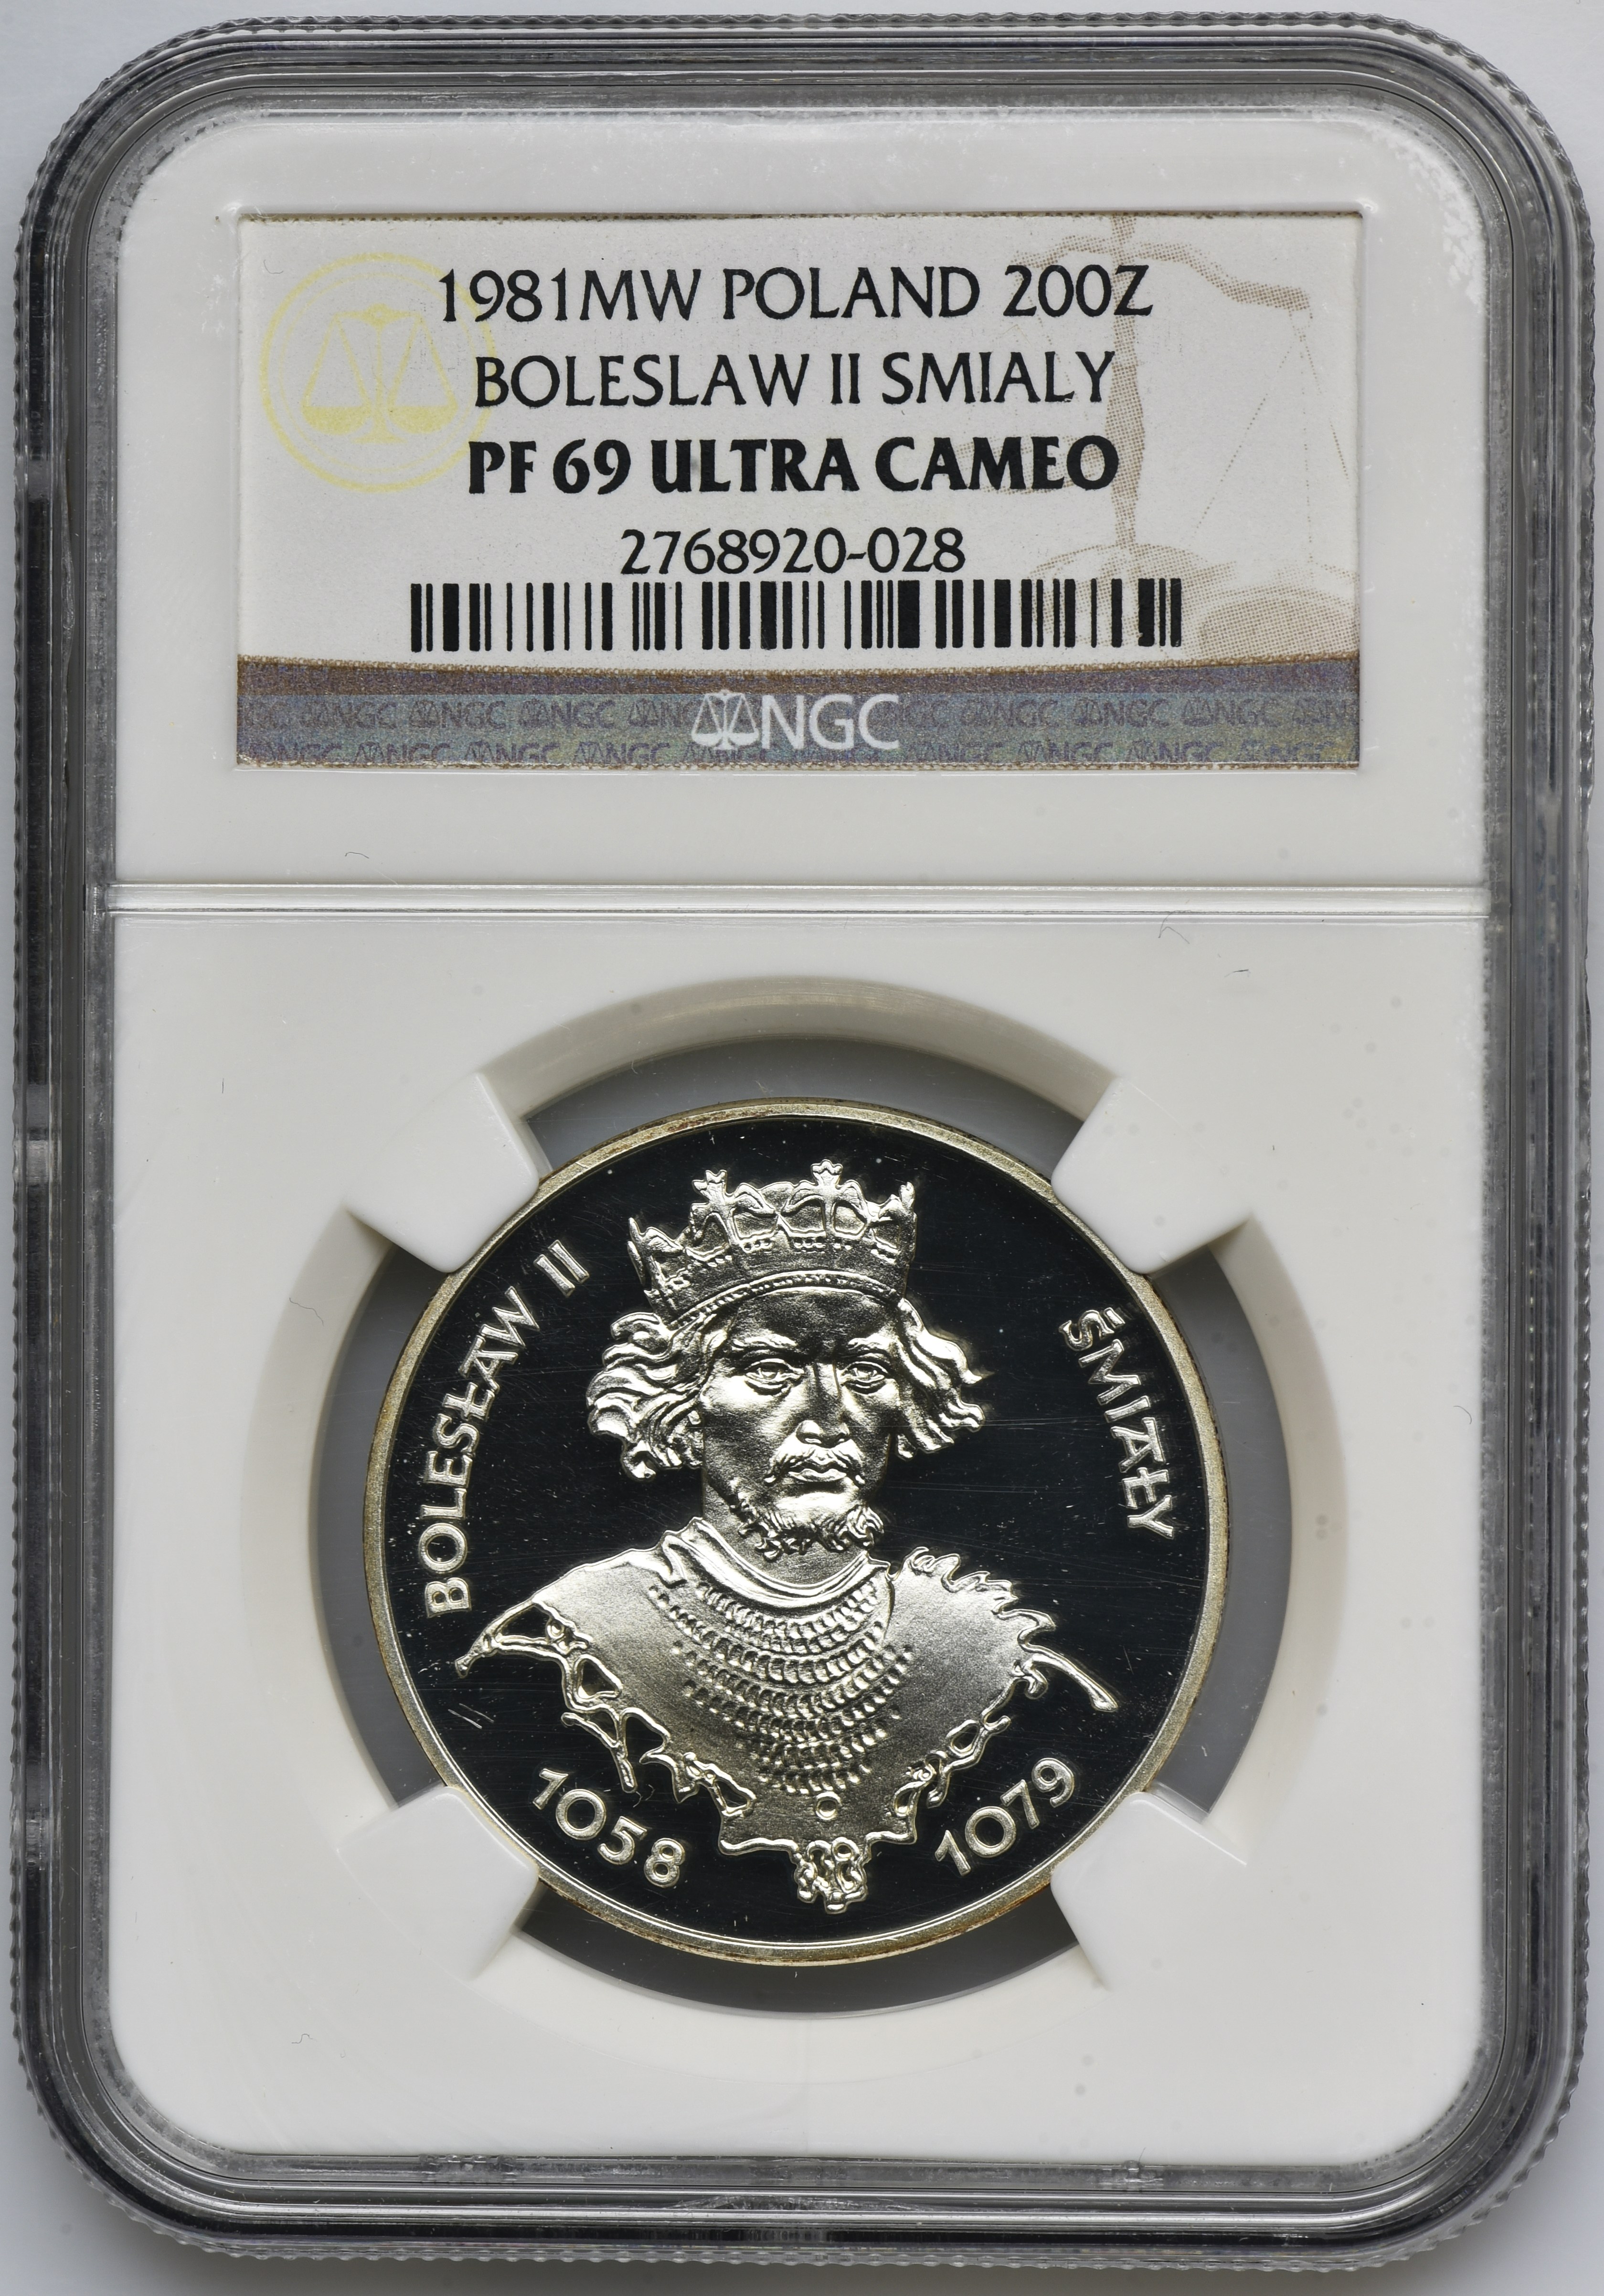 1981MW POLAND 200Z
BOLESLAW II SMIALY
PF 69 ULTRA CAMEO
2768920-028
NGC
BOLESŁAW II
ŚMIAŁY
1058
1079